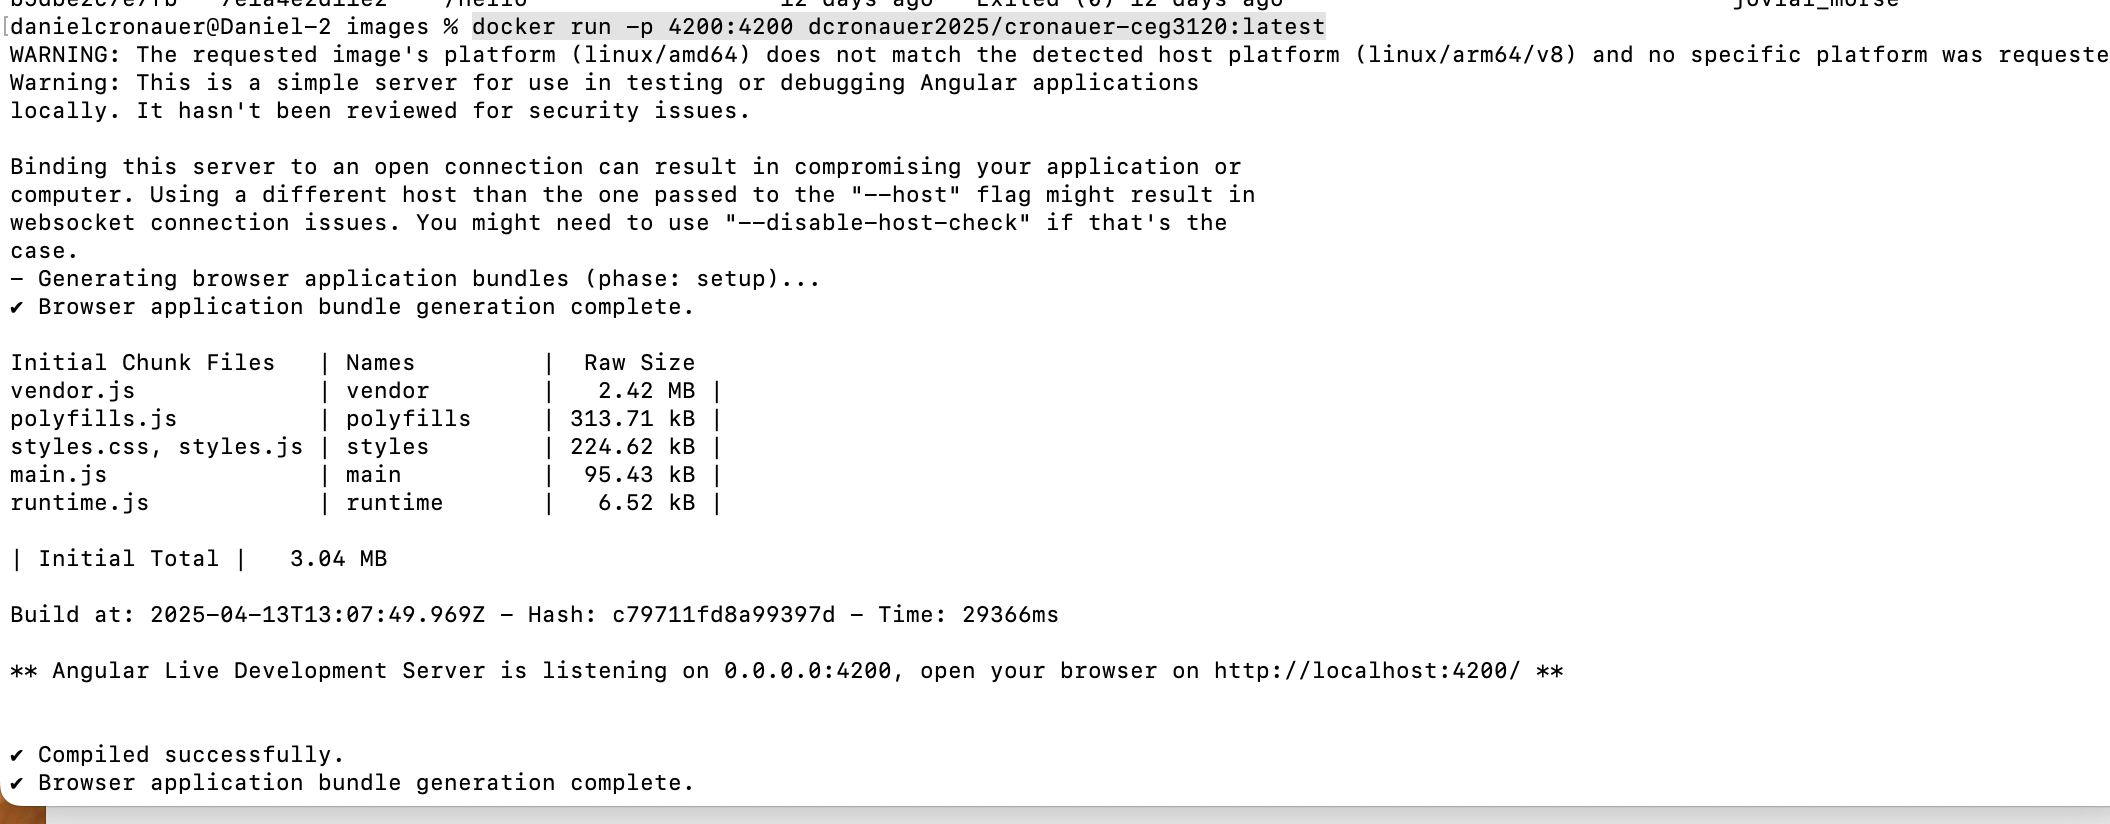 12 days ago Exited (0) 12 days ago jovial_morse
[danielcronauer@Daniel-2 images % docker run -p 4200:4200 dcronauer2025/cronauer-ceg3120:latest
WARNING: The requested image's platform (linux/amd64) does not match the detected host platform (linux/arm64/v8) and no specific platform was requeste
Warning: This is a simple server for use in testing or debugging Angular applications
locally. It hasn't been reviewed for security issues.
Binding this server to an open connection can result in compromising your application or
computer. Using a different host than the one passed to the "--host" flag might result in
websocket connection issues. You might need to use "--disable-host-check" if that's the
case.
- Generating browser application bundles (phase: setup)...
✔ Browser application bundle generation complete.
Initial Chunk Files | Names | Raw Size
vendor.js | vendor | 2.42 MB |
polyfills.js | polyfills | 313.71 kB |
styles.css, styles.js | styles | 224.62 kB |
main.js | main | 95.43 kB |
runtime.js | runtime | 6.52 kB |
| Initial Total | 3.04 MB
Build at: 2025-04-13T13:07:49.969Z - Hash: c79711fd8a99397d - Time: 29366ms
** Angular Live Development Server is listening on 0.0.0.0:4200, open your browser on http://localhost:4200/ **
✔ Compiled successfully.
✔ Browser application bundle generation complete.